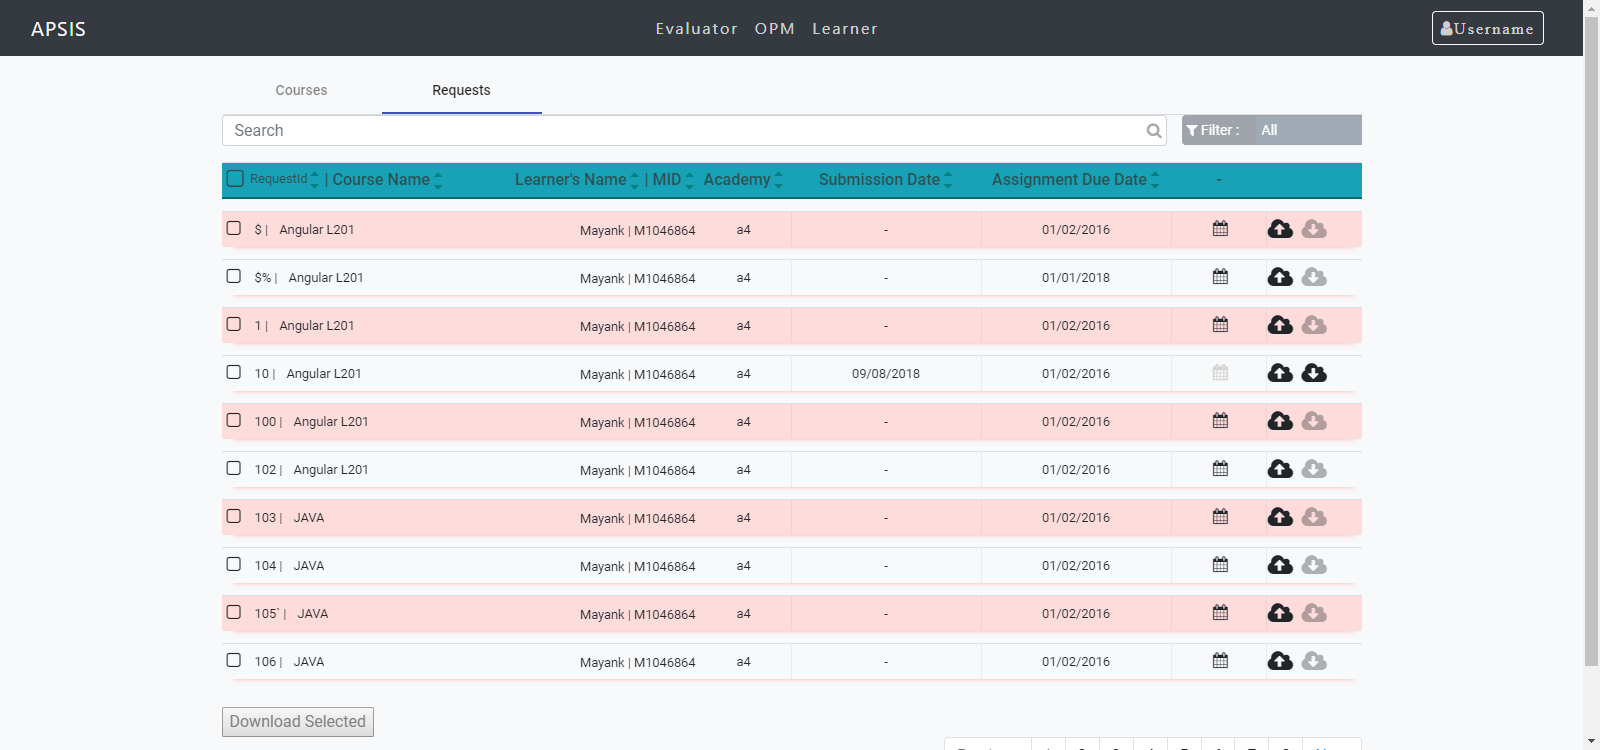 APSIS Evaluator OPM Learner Username
Courses Requests
Search Filter : All
RequestId | Course Name Learner's Name | MID Academy Submission Date Assignment Due Date -
$ | Angular L201 Mayank | M1046864 a4 - 01/02/2016
$% | Angular L201 Mayank | M1046864 a4 - 01/01/2018
1 | Angular L201 Mayank | M1046864 a4 - 01/02/2016
10 | Angular L201 Mayank | M1046864 a4 09/08/2018 01/02/2016
100 | Angular L201 Mayank | M1046864 a4 - 01/02/2016
102 | Angular L201 Mayank | M1046864 a4 - 01/02/2016
103 | JAVA Mayank | M1046864 a4 - 01/02/2016
104 | JAVA Mayank | M1046864 a4 - 01/02/2016
105` | JAVA Mayank | M1046864 a4 - 01/02/2016
106 | JAVA Mayank | M1046864 a4 - 01/02/2016
Download Selected